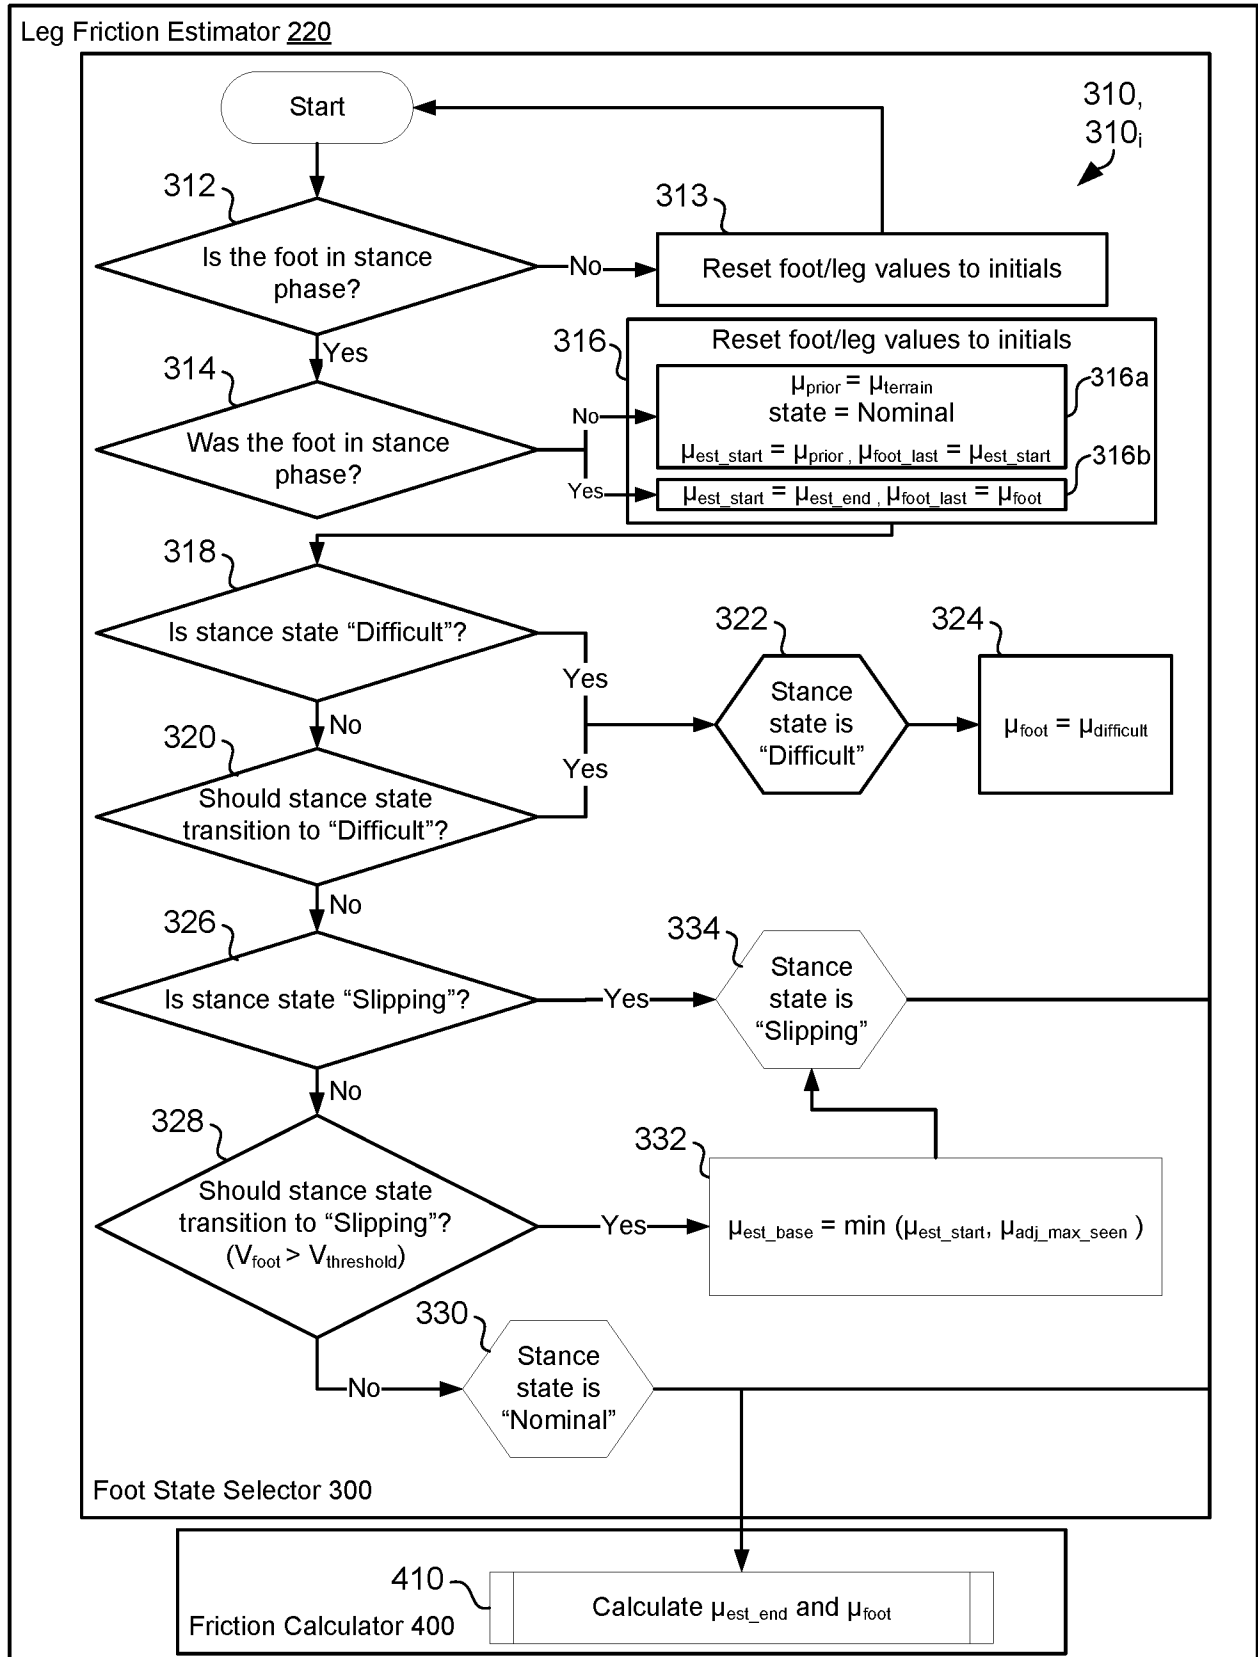 Leg Friction Estimator 220
Start
310,
310i
312
Is the foot in stance
phase?
No
313
Reset foot/leg values to initials
Yes
314
Was the foot in stance
phase?
No
Yes
316
Reset foot/leg values to initials
μprior = μterrain
state = Nominal
μest_start = μprior , μfoot_last = μest_start
316a
μest_start = μest_end , μfoot_last = μfoot
316b
318
Is stance state “Difficult”?
Yes
No
320
Should stance state
transition to “Difficult”?
Yes
322
Stance
state is
“Difficult”
324
μfoot = μdifficult
No
326
Is stance state “Slipping”?
Yes
334
Stance
state is
“Slipping”
No
328
Should stance state
transition to “Slipping”?
(Vfoot > Vthreshold)
Yes
332
μest_base = min (μest_start, μadj_max_seen )
No
330
Stance
state is
“Nominal”
Foot State Selector 300
410
Calculate μest_end and μfoot
Friction Calculator 400